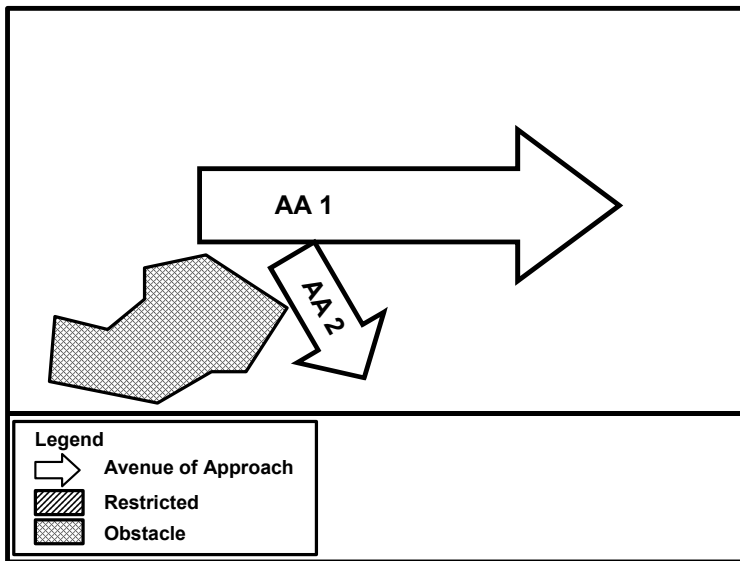 AA 1
AA 2
Legend
Avenue of Approach
Restricted
Obstacle